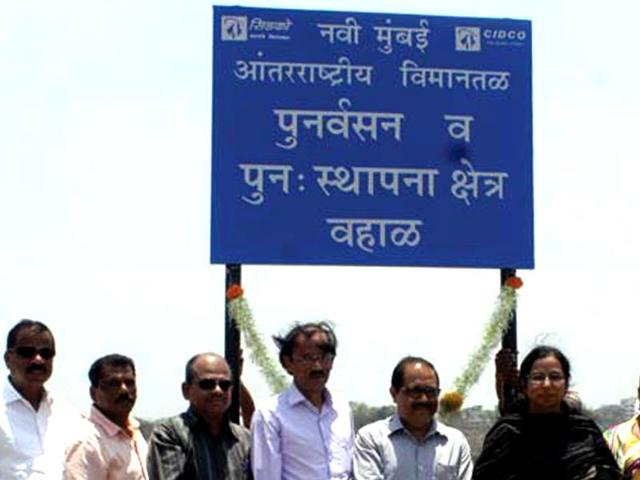 सिडको नवी मुंबई CIDCO
आंतरराष्ट्रीय विमानतळ
पुनर्वसन व
पुनः स्थापना क्षेत्र
वहाळ